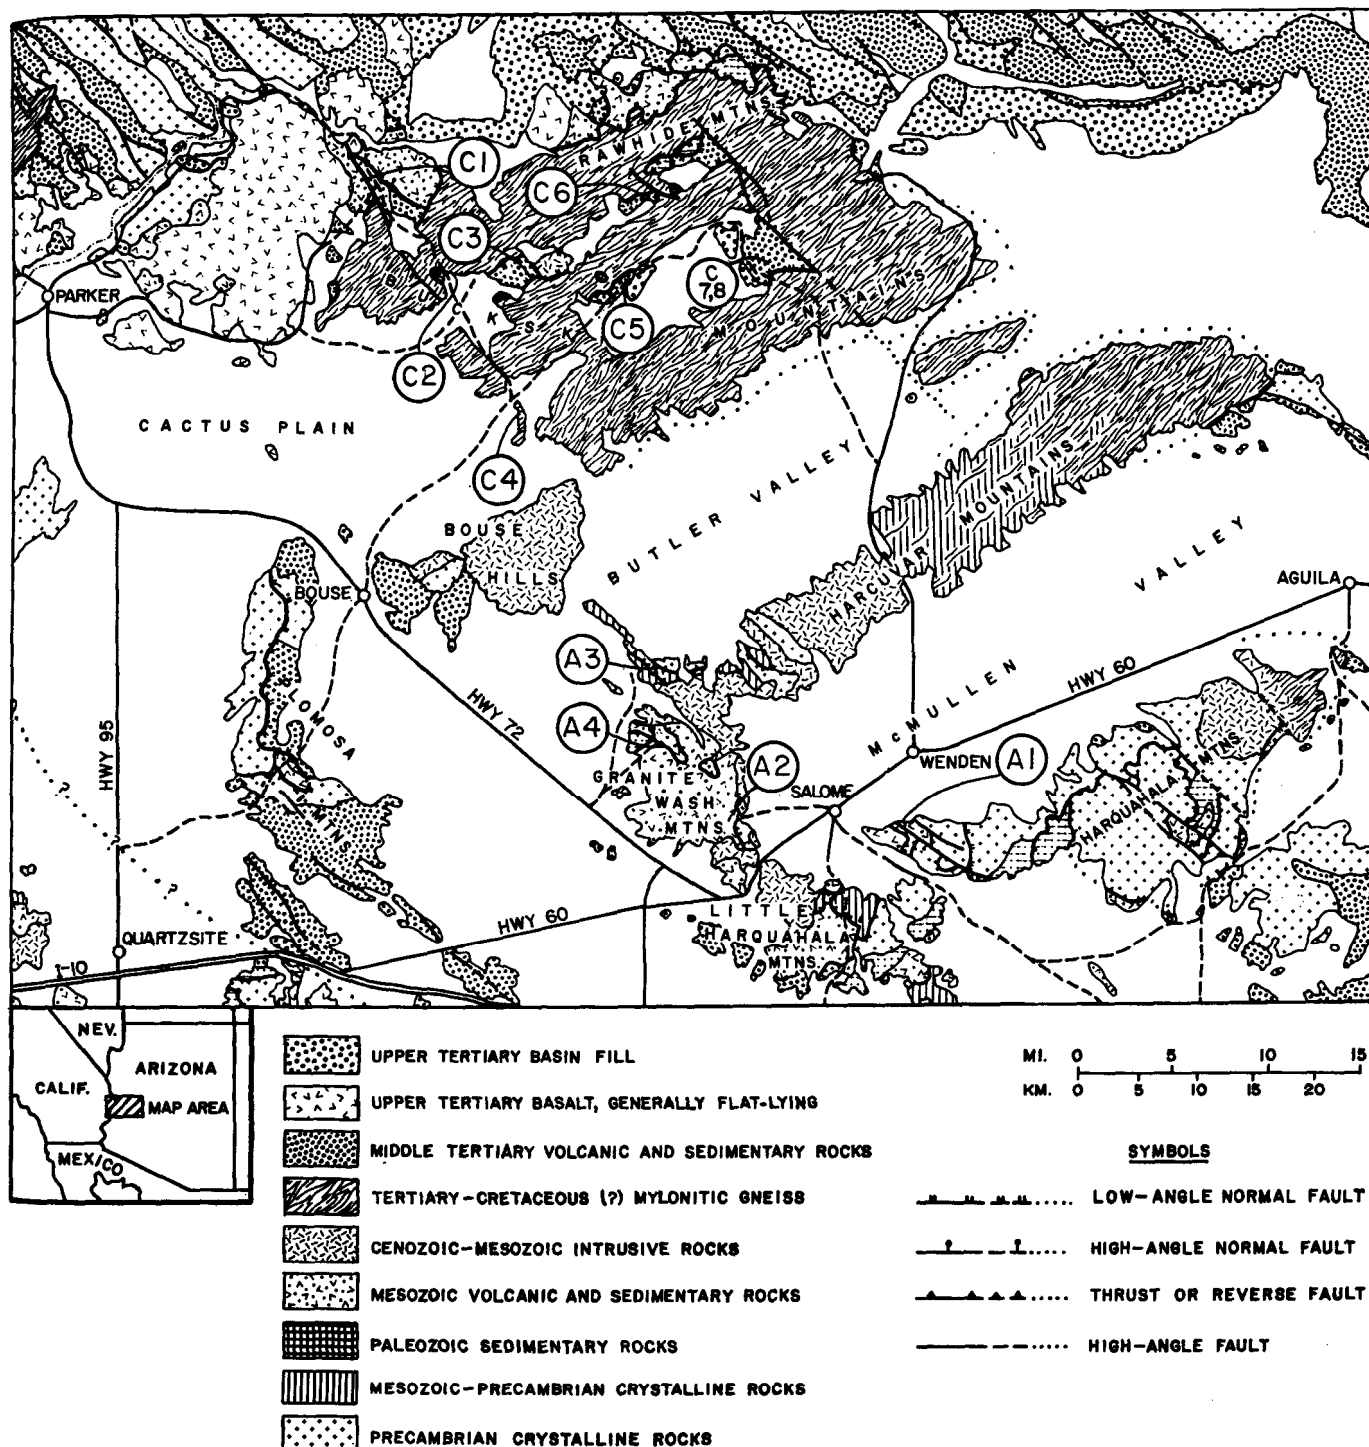 RAWHIDE MTNS
C1
C6
C3
C
7,8
C5
C2
C4
BUCKSKIN MOUNTAINS
PARKER
CACTUS PLAIN
BUTLER VALLEY
BOUSE
HILLS
BOUSE
HARCUVAR MOUNTAINS
McMULLEN VALLEY
AGUILA
HWY 60
HWY 72
HWY 95
PLOMOSA
MTNS
A3
A4
A2
A1
GRANITE
WASH
MTNS.
SALOME
WENDEN
HARQUAHALA MTNS
LITTLE
HARQUAHALA
MTNS.
HWY 60
QUARTZSITE
I-10
?
?
NEV.
ARIZONA
CALIF.
MAP AREA
MEXICO
UPPER TERTIARY BASIN FILL
UPPER TERTIARY BASALT, GENERALLY FLAT-LYING
MIDDLE TERTIARY VOLCANIC AND SEDIMENTARY ROCKS
TERTIARY-CRETACEOUS (?) MYLONITIC GNEISS
CENOZOIC-MESOZOIC INTRUSIVE ROCKS
MESOZOIC VOLCANIC AND SEDIMENTARY ROCKS
PALEOZOIC SEDIMENTARY ROCKS
MESOZOIC-PRECAMBRIAN CRYSTALLINE ROCKS
PRECAMBRIAN CRYSTALLINE ROCKS
MI. 0 5 10 15
KM. 0 5 10 15 20
SYMBOLS
LOW-ANGLE NORMAL FAULT
HIGH-ANGLE NORMAL FAULT
THRUST OR REVERSE FAULT
HIGH-ANGLE FAULT